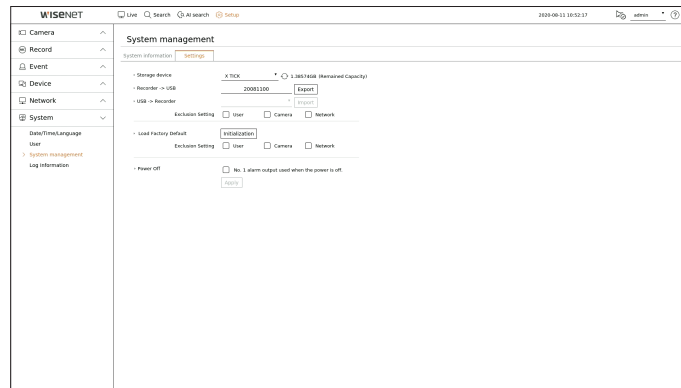 WISENET
Live Search AI search Setup 2020-08-11 10:52:17 admin
Camera
Record
Event
Device
Network
System
Date/Time/Language
User
System management
Log Information
System management
System information Settings
Storage device X TICK 1.38574GB (Remained Capacity)
Recorder -> USB 20081100 Export
USB -> Recorder Import
Exclusion Setting User Camera Network
Load Factory Default Initialization
Exclusion Setting User Camera Network
Power Off No. 1 alarm output used when the power is off.
Apply